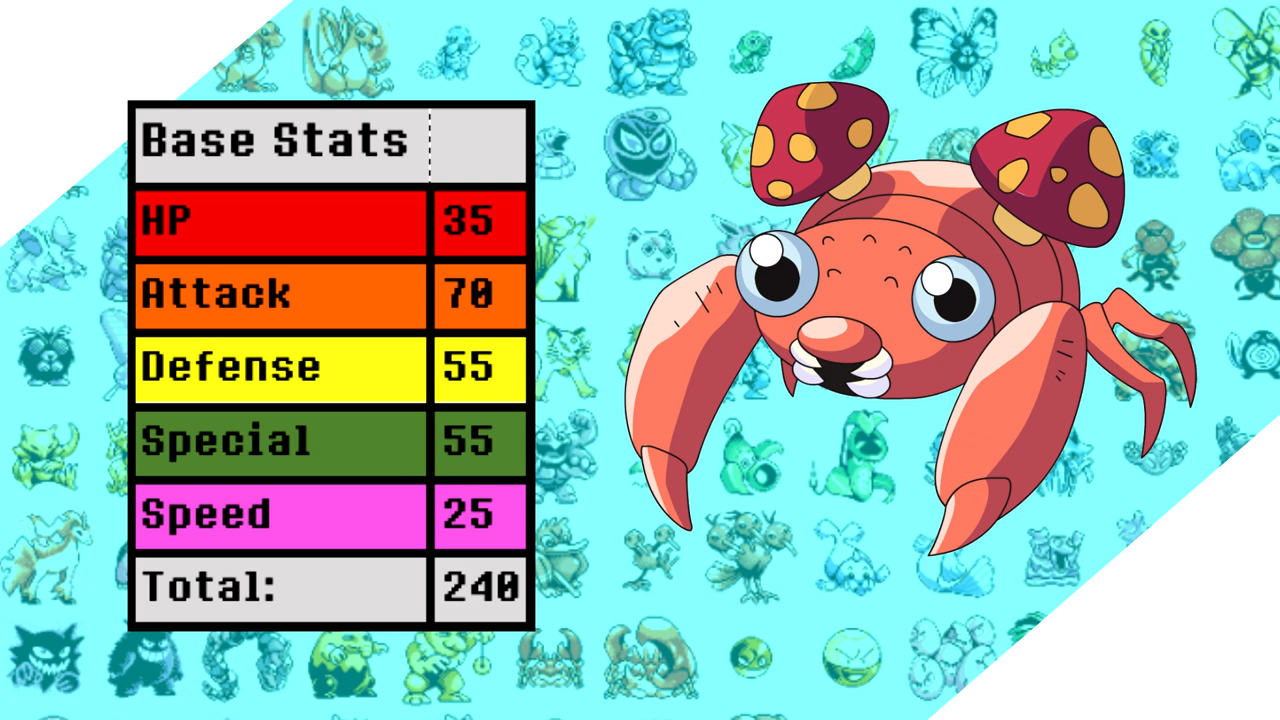 Base Stats
HP 35
Attack 70
Defense 55
Special 55
Speed 25
Total: 240